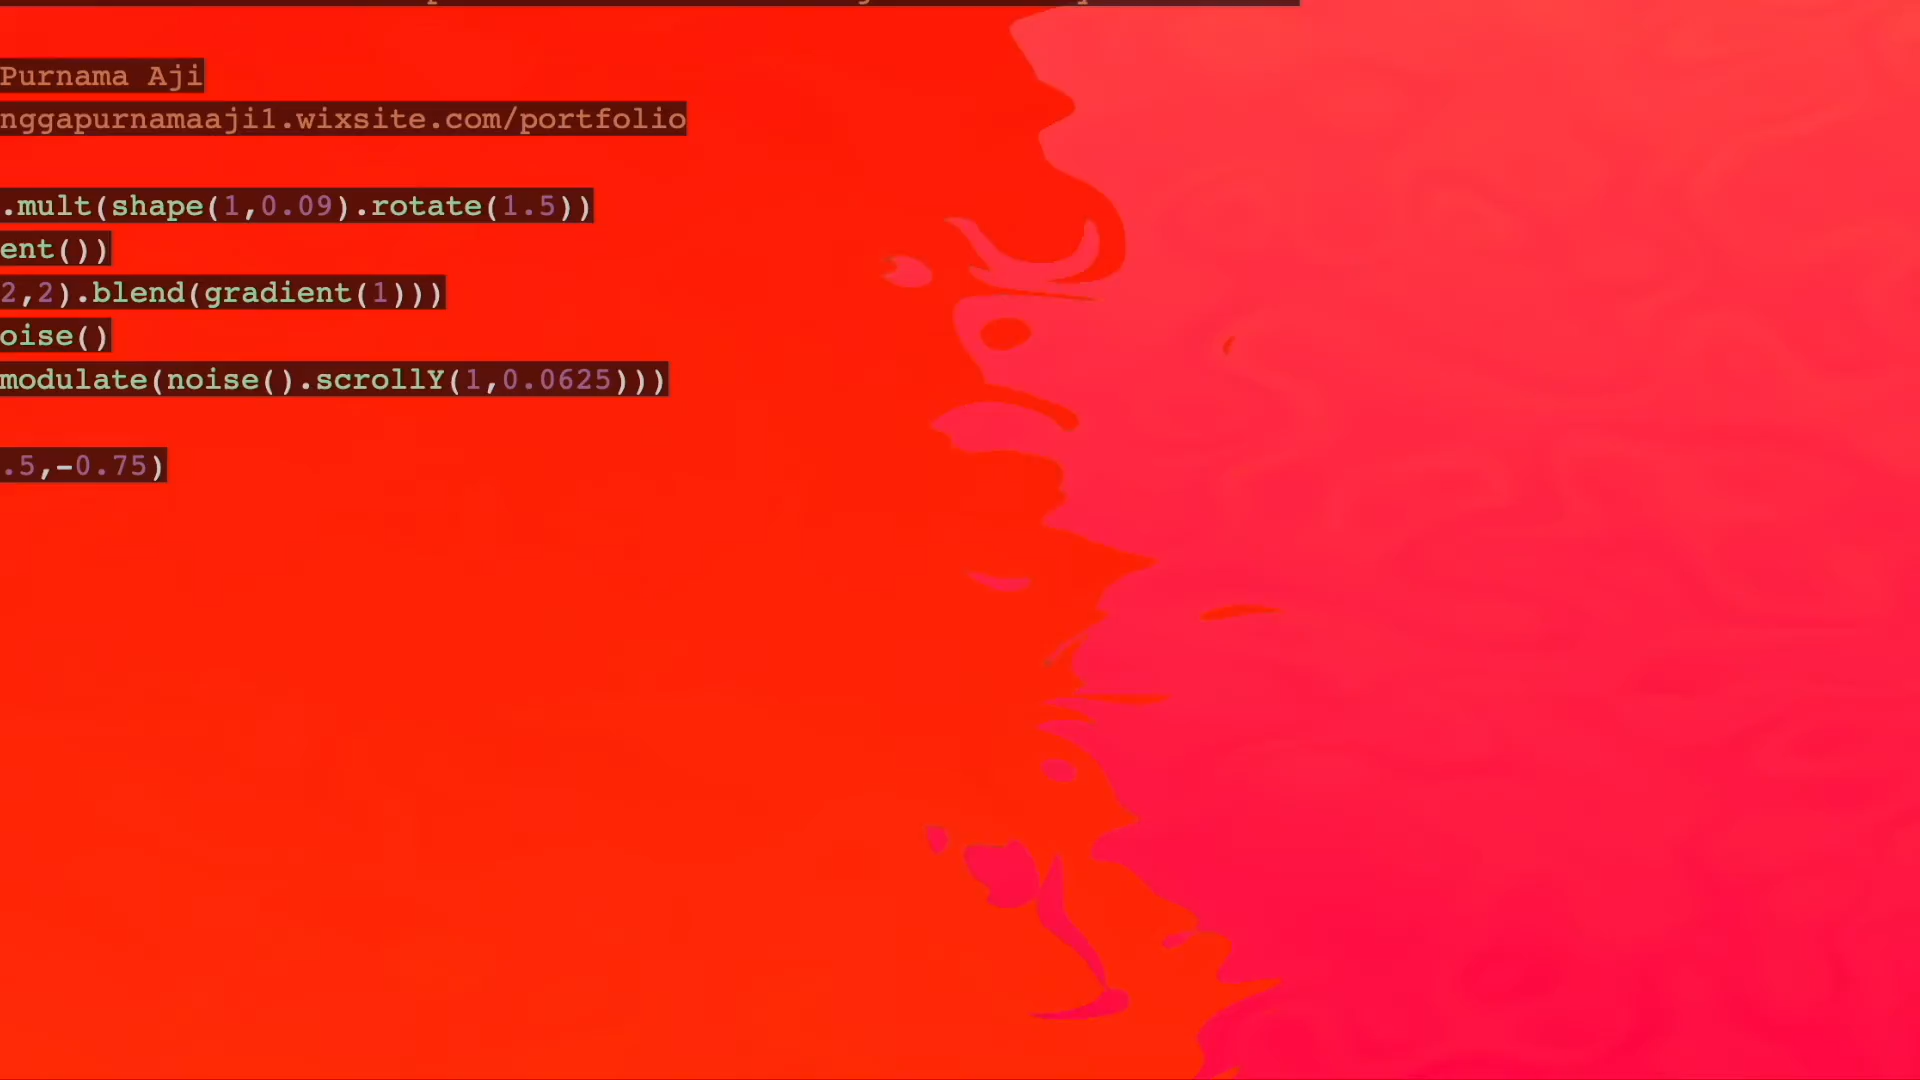 Purnama Aji
nggapurnamaaji1.wixsite.com/portfolio
.mult(shape(1,0.09).rotate(1.5))
ent())
2,2).blend(gradient(1)))
oise()
modulate(noise().scrollY(1,0.0625)))
.5,-0.75)